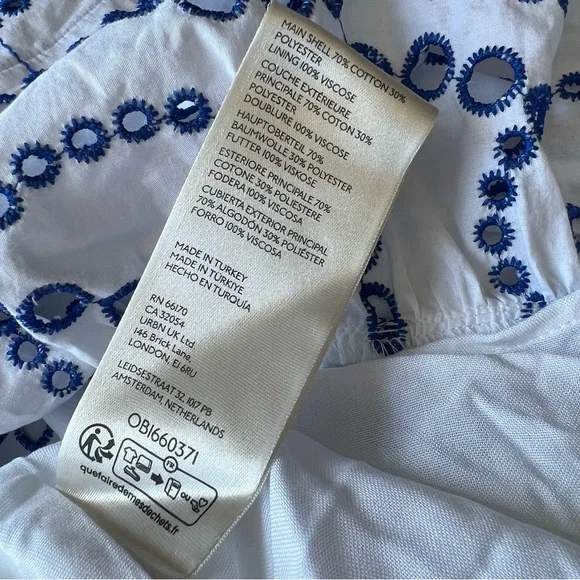 MAIN SHELL 70% COTTON 30%
POLYESTER
LINING 100% VISCOSE
COUCHE EXTÉRIEURE
PRINCIPALE 70% COTON 30%
POLYESTER
DOUBLURE 100% VISCOSE
HAUPTOBERTEIL 70%
BAUMWOLLE 30% POLYESTER
FUTTER 100% VISKOSE
ESTERIORE PRINCIPALE 70%
COTONE 30% POLIESTERE
FODERA 100% VISCOSA
CUBIERTA EXTERIOR PRINCIPAL
70% ALGODÓN 30% POLIÉSTER
FORRO 100% VISCOSA
MADE IN TURKEY
MADE IN TÜRKIYE
HECHO EN TURQUÍA
RN 66170
CA 32054
URBN UK Ltd.
146 Brick Lane,
LONDON, E1 6RU
LEIDSESTRAAT 32, 1017 PB
AMSTERDAM, NETHERLANDS
OB1660371
FR
OU
quefairedemesdechets.fr